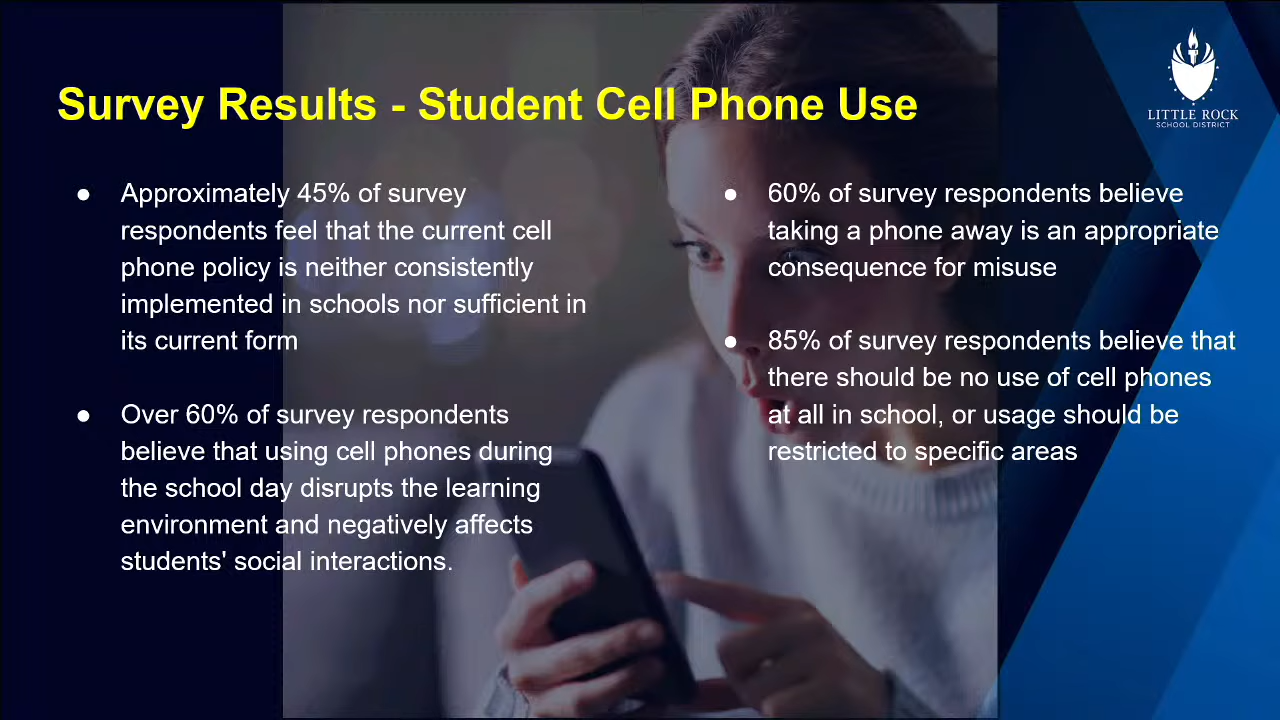 Survey Results - Student Cell Phone Use
LITTLE ROCK
SCHOOL DISTRICT
● Approximately 45% of survey
respondents feel that the current cell
phone policy is neither consistently
implemented in schools nor sufficient in
its current form
● Over 60% of survey respondents
believe that using cell phones during
the school day disrupts the learning
environment and negatively affects
students' social interactions.
● 60% of survey respondents believe
taking a phone away is an appropriate
consequence for misuse
● 85% of survey respondents believe that
there should be no use of cell phones
at all in school, or usage should be
restricted to specific areas